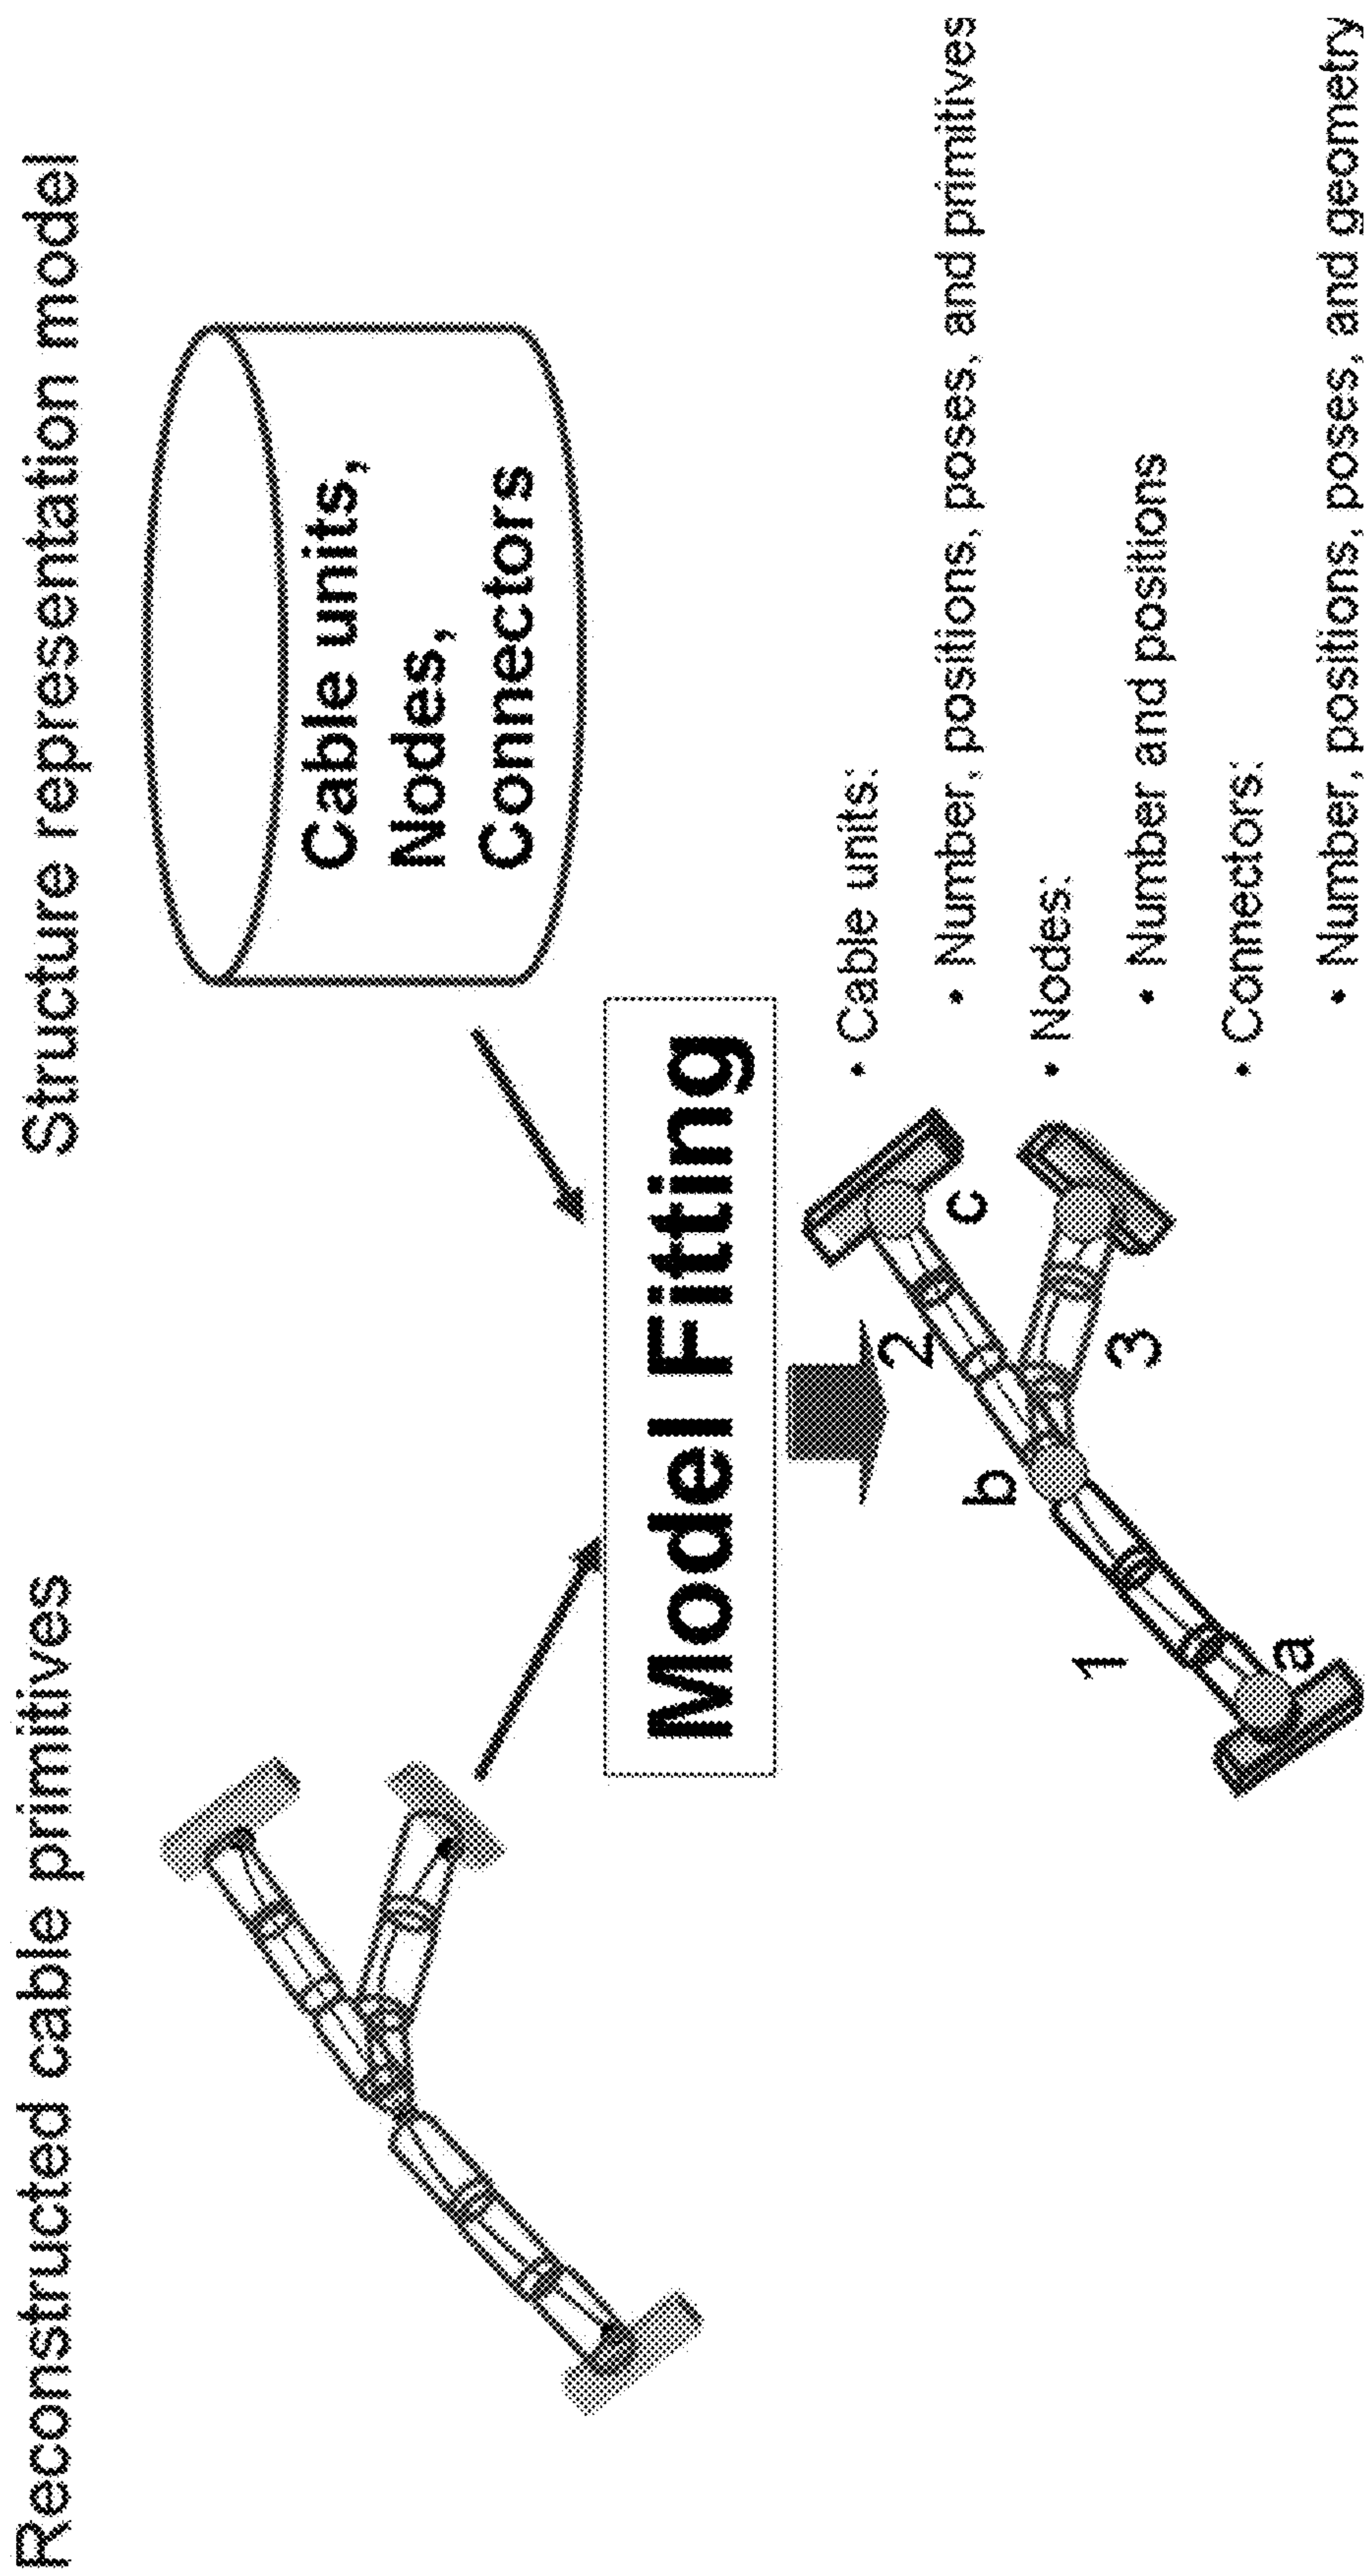 Reconstructed cable primitives
Structure representation model
Cable units,
Nodes,
Connectors
Model Fitting
1
2
3
a
b
c
• Cable units:
• Number, positions, poses, and primitives
• Nodes:
• Number and positions
• Connectors:
• Number, positions, poses, and geometry